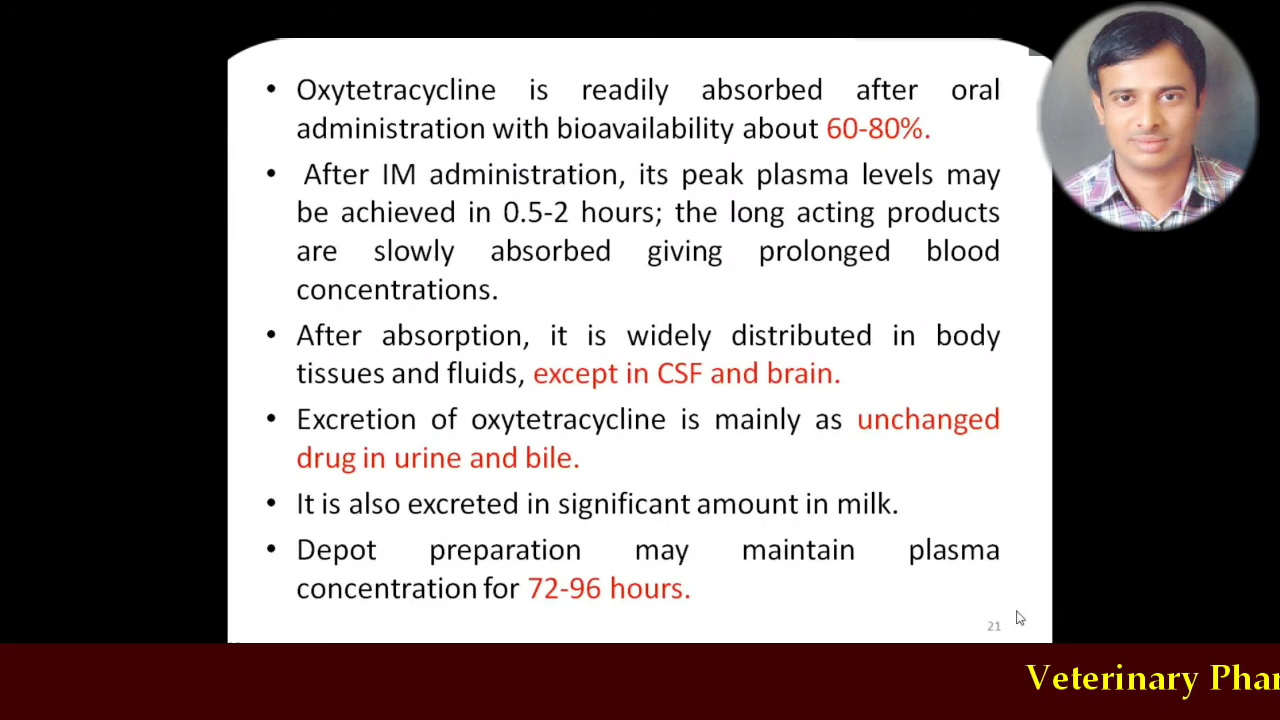 • Oxytetracycline is readily absorbed after oral
administration with bioavailability about 60-80%.
• After IM administration, its peak plasma levels may
be achieved in 0.5-2 hours; the long acting products
are slowly absorbed giving prolonged blood
concentrations.
• After absorption, it is widely distributed in body
tissues and fluids, except in CSF and brain.
• Excretion of oxytetracycline is mainly as unchanged
drug in urine and bile.
• It is also excreted in significant amount in milk.
• Depot preparation may maintain plasma
concentration for 72-96 hours.
21
Veterinary Phar